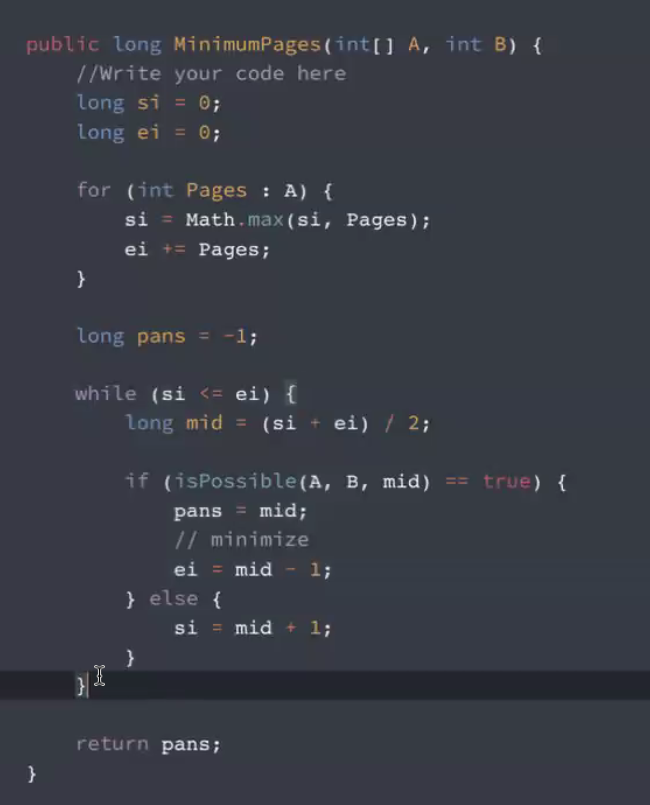 public long MinimumPages(int[] A, int B) {
//Write your code here
long si = 0;
long ei = 0;
for (int Pages : A) {
si = Math.max(si, Pages);
ei += Pages;
}
long pans = -1;
while (si <= ei) {
long mid = (si + ei) / 2;
if (isPossible(A, B, mid) == true) {
pans = mid;
// minimize
ei = mid - 1;
} else {
si = mid + 1;
}
}
return pans;
}